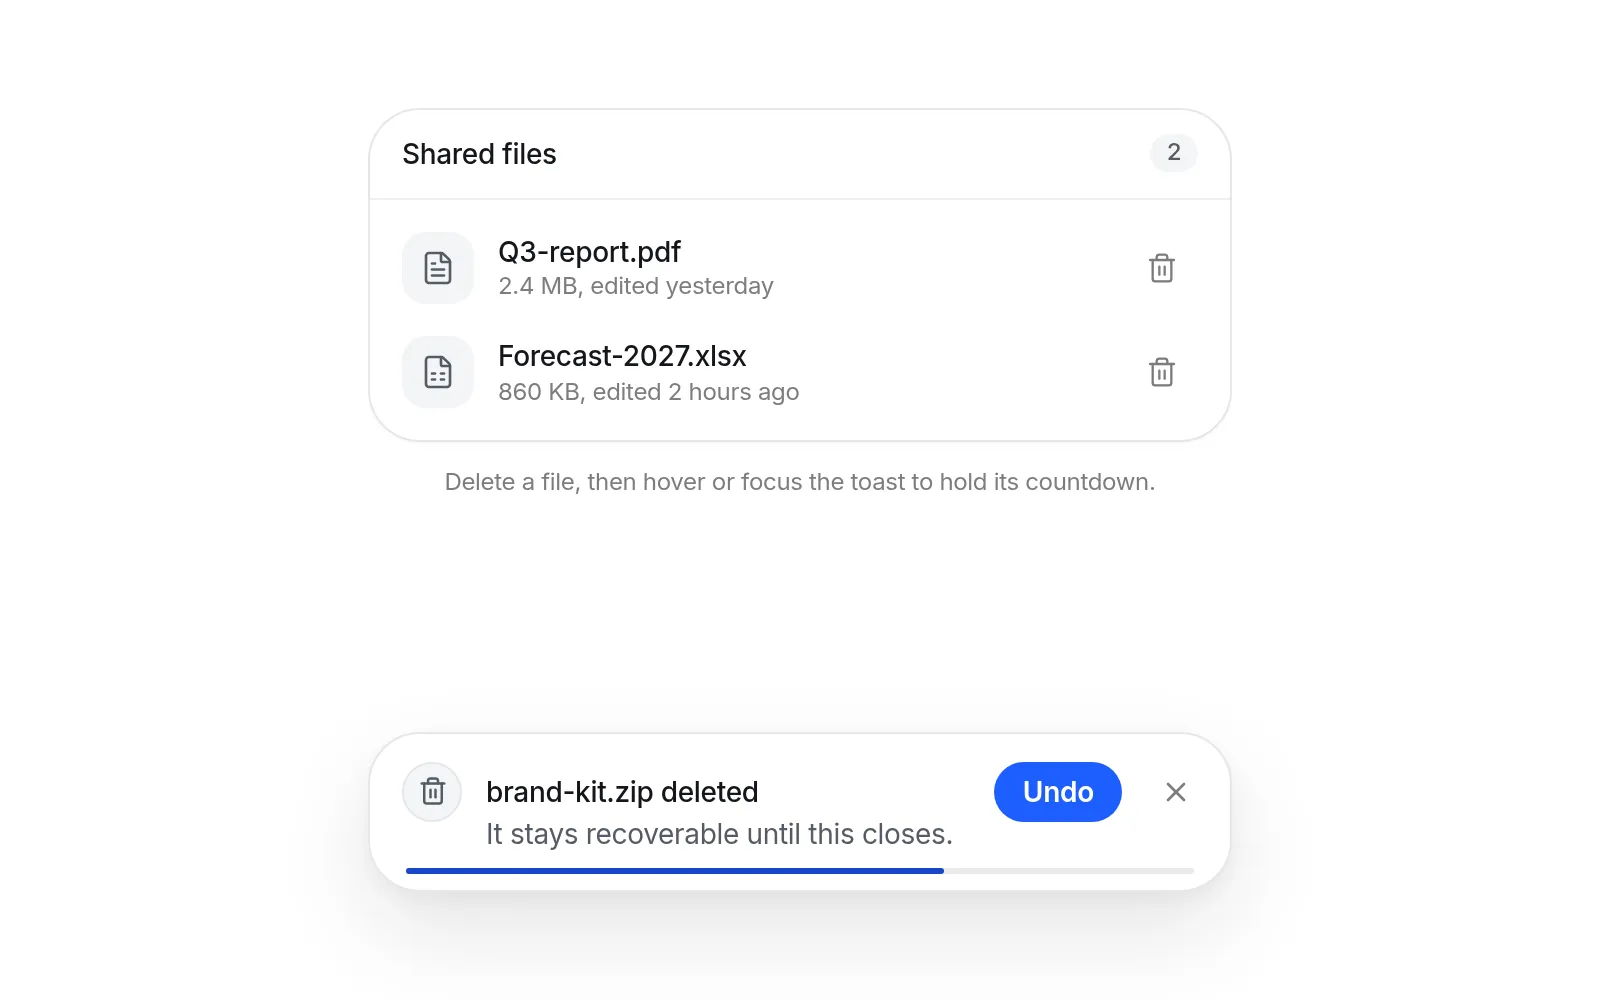 Shared files
2
Q3-report.pdf
2.4 MB, edited yesterday
Forecast-2027.xlsx
860 KB, edited 2 hours ago
Delete a file, then hover or focus the toast to hold its countdown.
brand-kit.zip deleted
Undo
It stays recoverable until this closes.